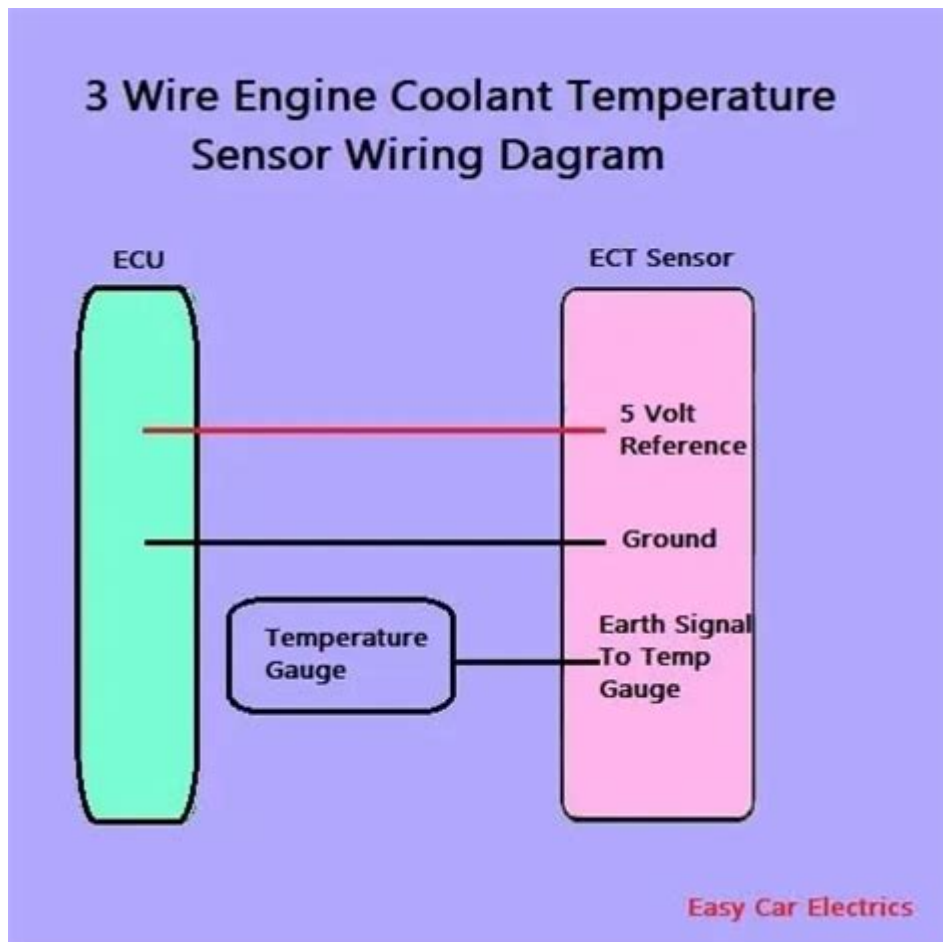 3 Wire Engine Coolant Temperature
Sensor Wiring Dagram
ECU
ECT Sensor
5 Volt
Reference
Ground
Temperature
Gauge
Earth Signal
To Temp
Gauge
Easy Car Electrics